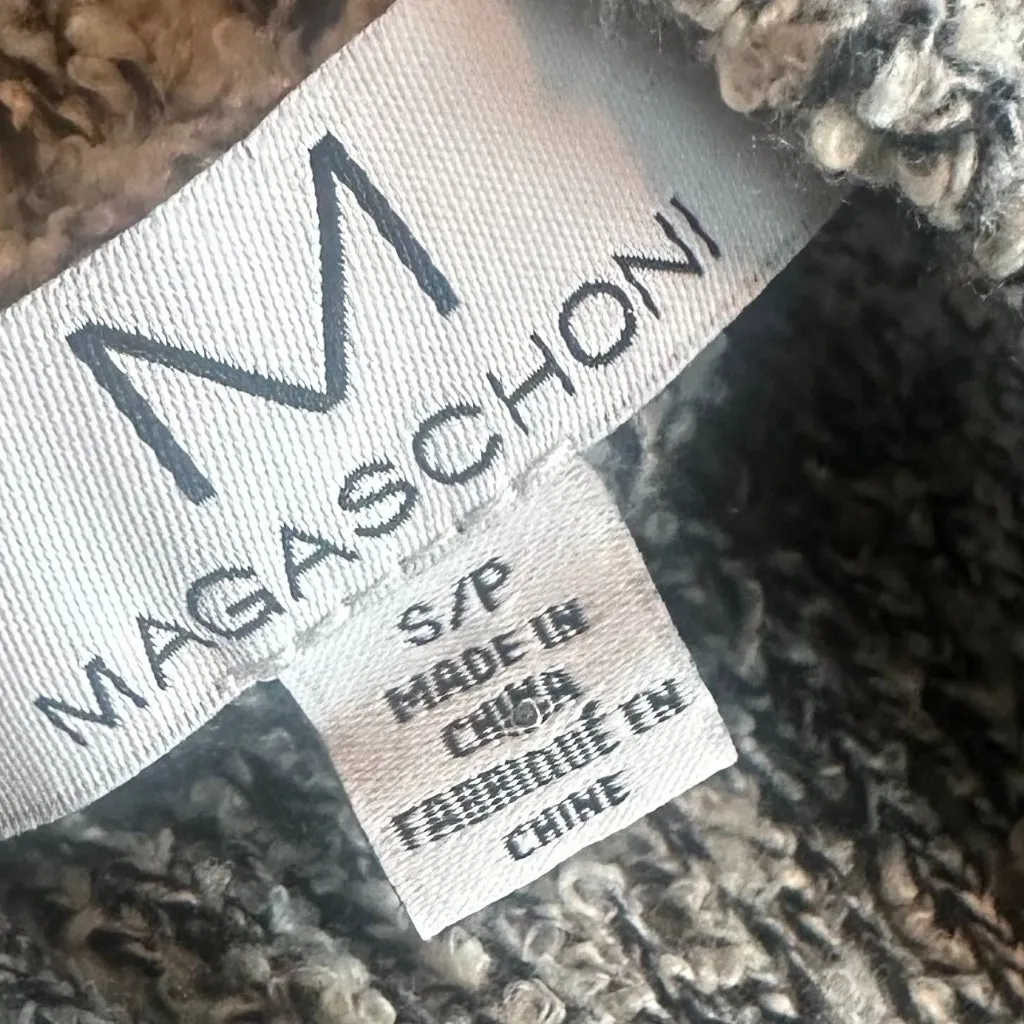 M
MAGASCHONI
S/P
MADE IN
CHINA
FABRIQUÉ EN
CHINE